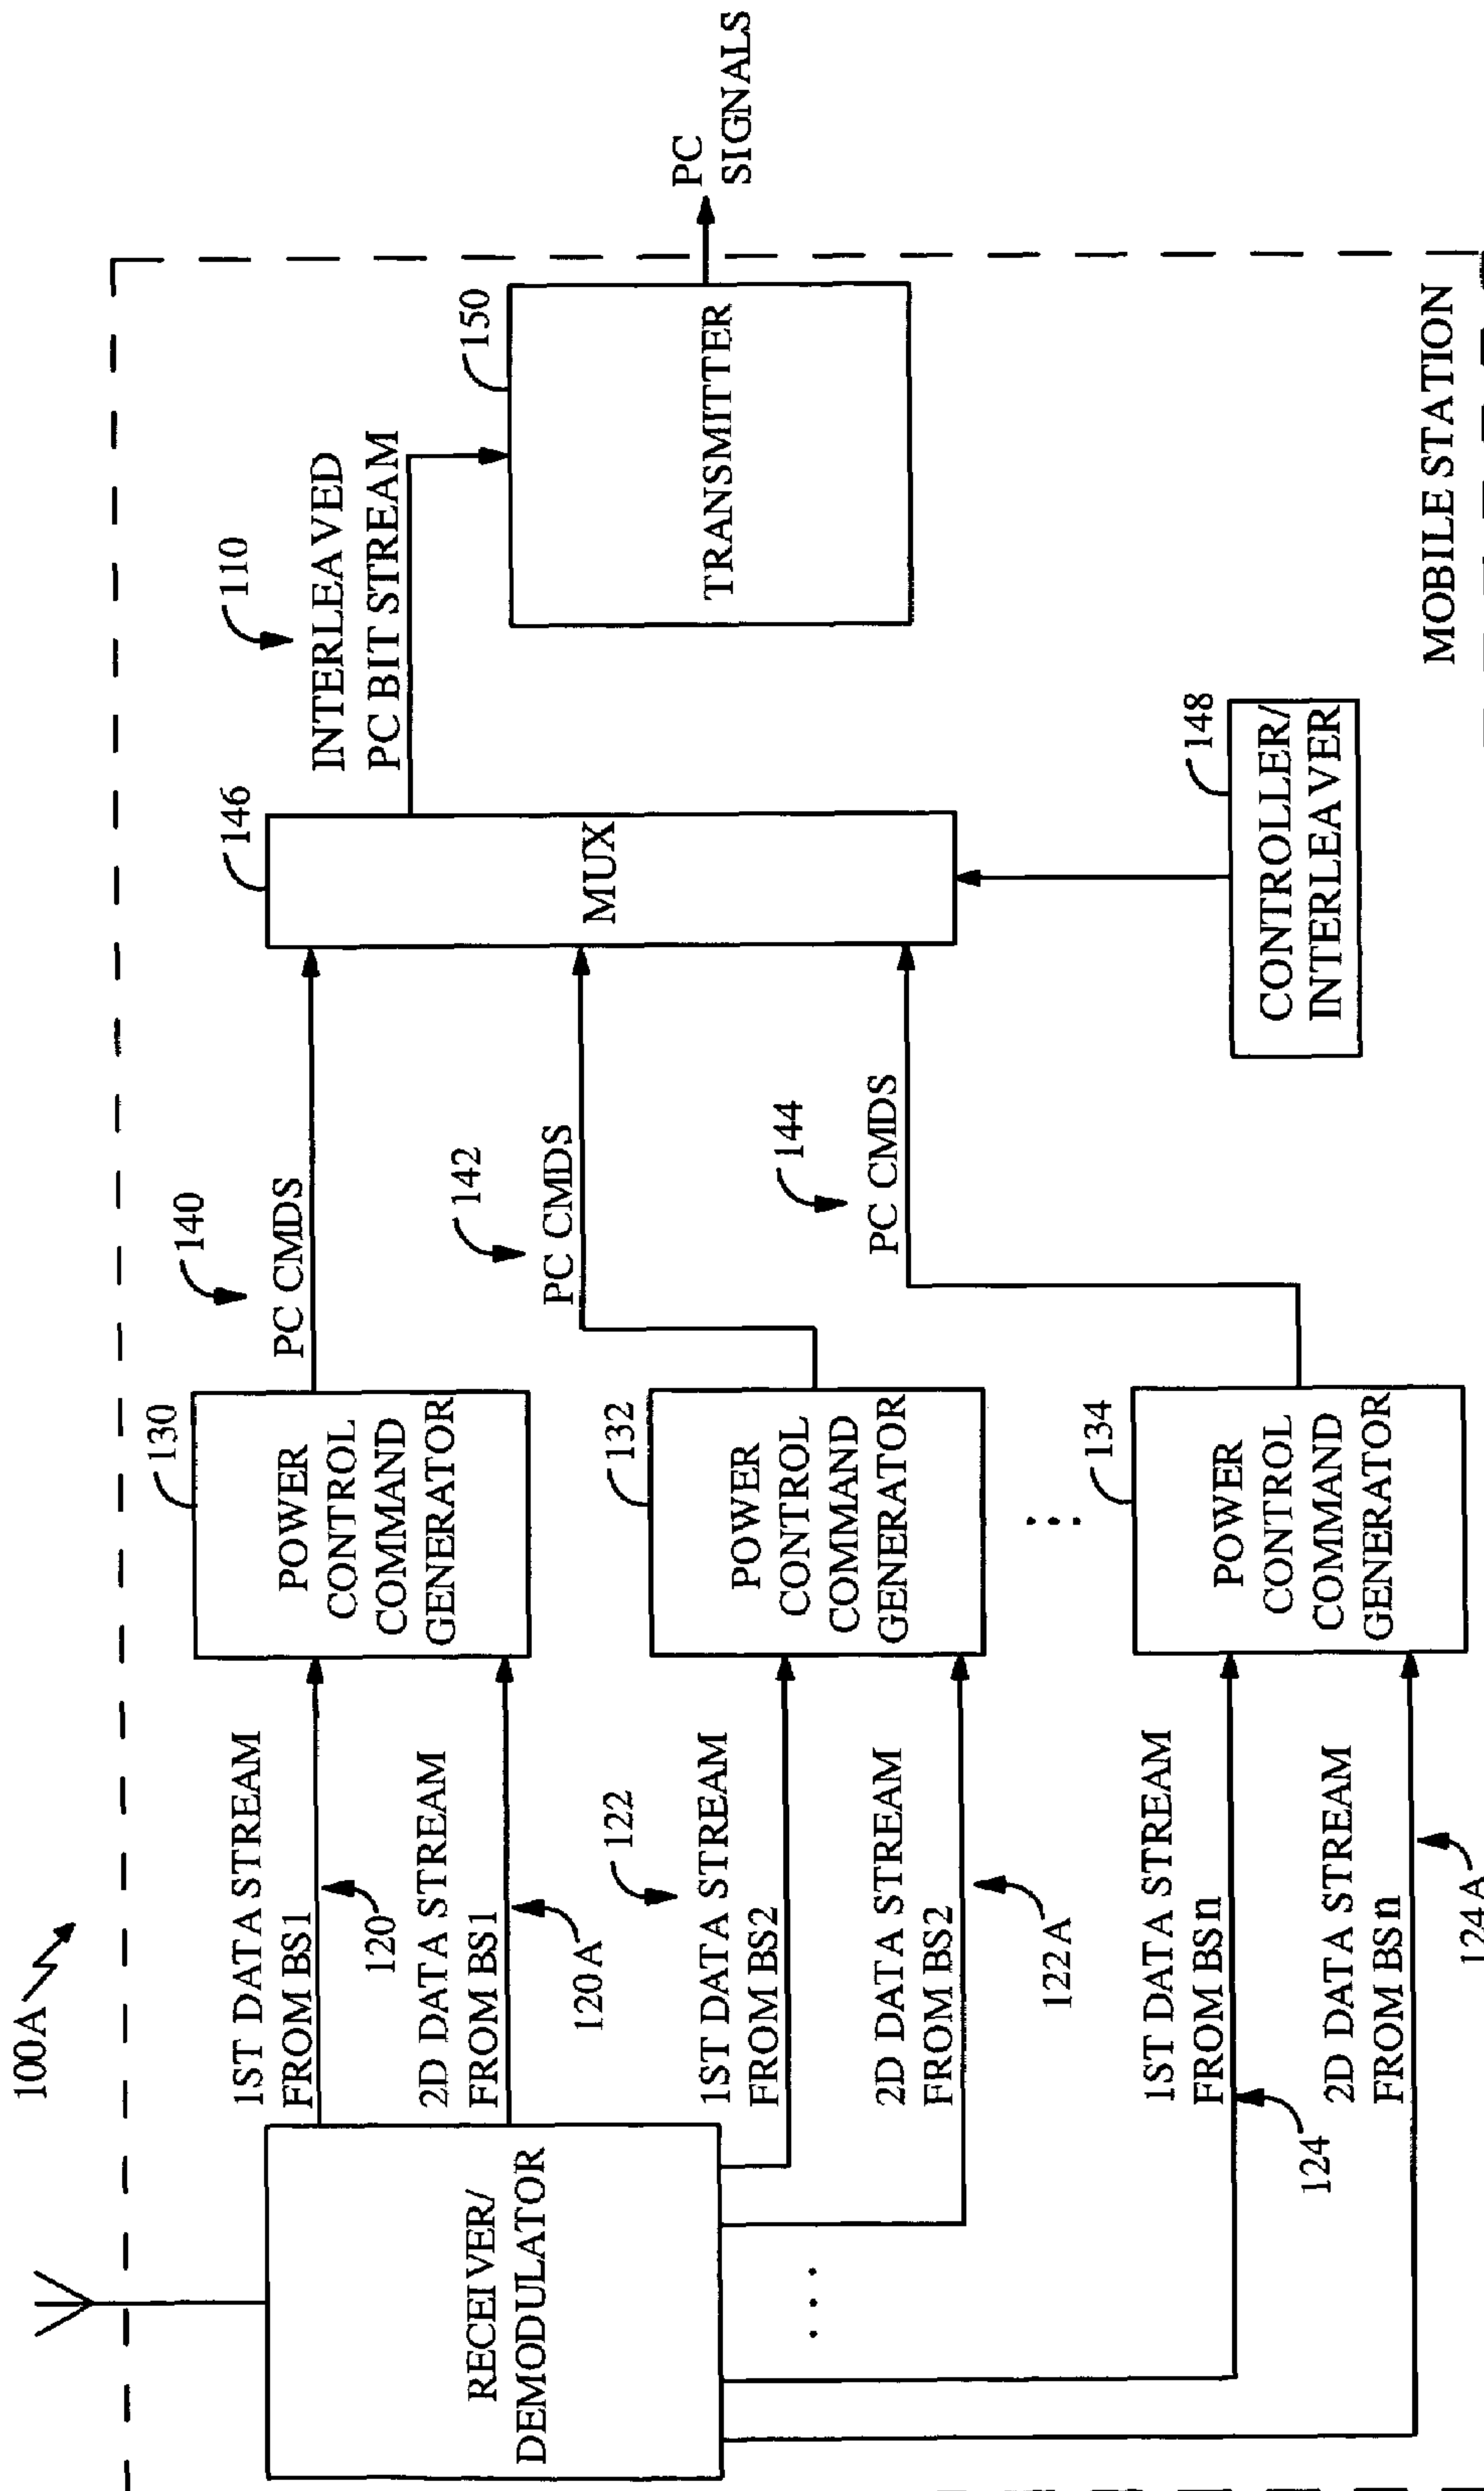 100A
RECEIVER/
DEMODULATOR
1ST DATA STREAM
FROM BS1
120
2D DATA STREAM
FROM BS1
120A
122
1ST DATA STREAM
FROM BS2
2D DATA STREAM
FROM BS2
122A
1ST DATA STREAM
FROM BSn
124
2D DATA STREAM
FROM BSn
124A
130
POWER
CONTROL
COMMAND
GENERATOR
132
POWER
CONTROL
COMMAND
GENERATOR
134
POWER
CONTROL
COMMAND
GENERATOR
140
PC CMDS
142
PC CMDS
144
PC CMDS
146
MUX
148
CONTROLLER/
INTERLEAVER
110
INTERLEAVED
PC BIT STREAM
150
TRANSMITTER
PC
SIGNALS
MOBILE STATION